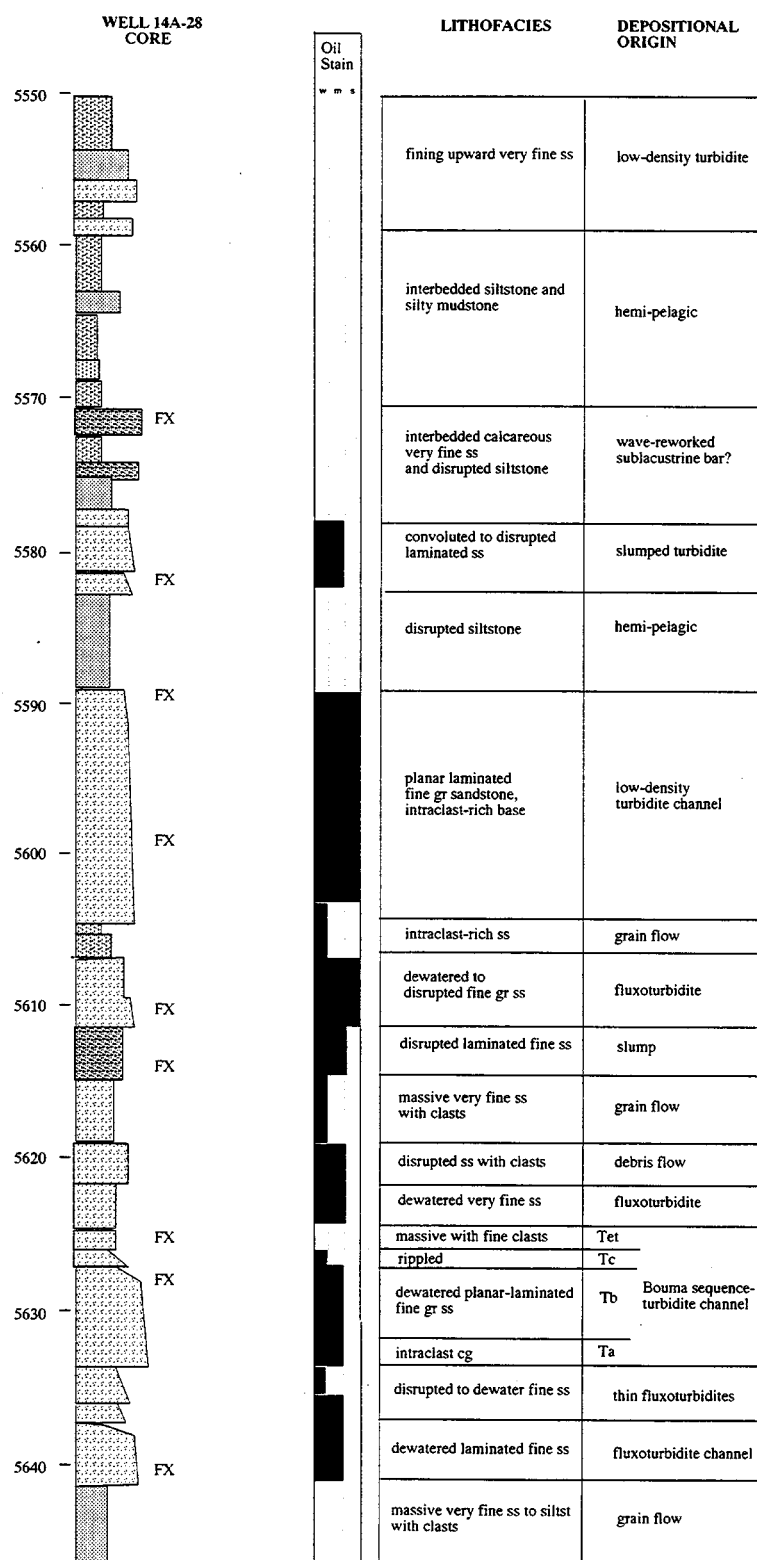 WELL 14A-28
CORE
Oil
Stain
w m s
LITHOFACIES
DEPOSITIONAL
ORIGIN
5550
fining upward very fine ss
low-density turbidite
5560
interbedded siltstone and
silty mudstone
hemi-pelagic
5570
FX
interbedded calcareous
very fine ss
and disrupted siltstone
wave-reworked
sublacustrine bar?
5580
FX
convoluted to disrupted
laminated ss
slumped turbidite
disrupted siltstone
hemi-pelagic
5590
FX
planar laminated
fine gr sandstone,
intraclast-rich base
low-density
turbidite channel
5600
FX
intraclast-rich ss
grain flow
dewatered to
disrupted fine gr ss
fluxoturbidite
5610
FX
disrupted laminated fine ss
slump
FX
massive very fine ss
with clasts
grain flow
5620
disrupted ss with clasts
debris flow
dewatered very fine ss
fluxoturbidite
FX
massive with fine clasts
Tet
rippled
Tc
FX
dewatered planar-laminated
fine gr ss
Tb
Bouma sequence-
turbidite channel
5630
intraclast cg
Ta
disrupted to dewater fine ss
thin fluxoturbidites
dewatered laminated fine ss
fluxoturbidite channel
5640
FX
massive very fine ss to siltst
with clasts
grain flow